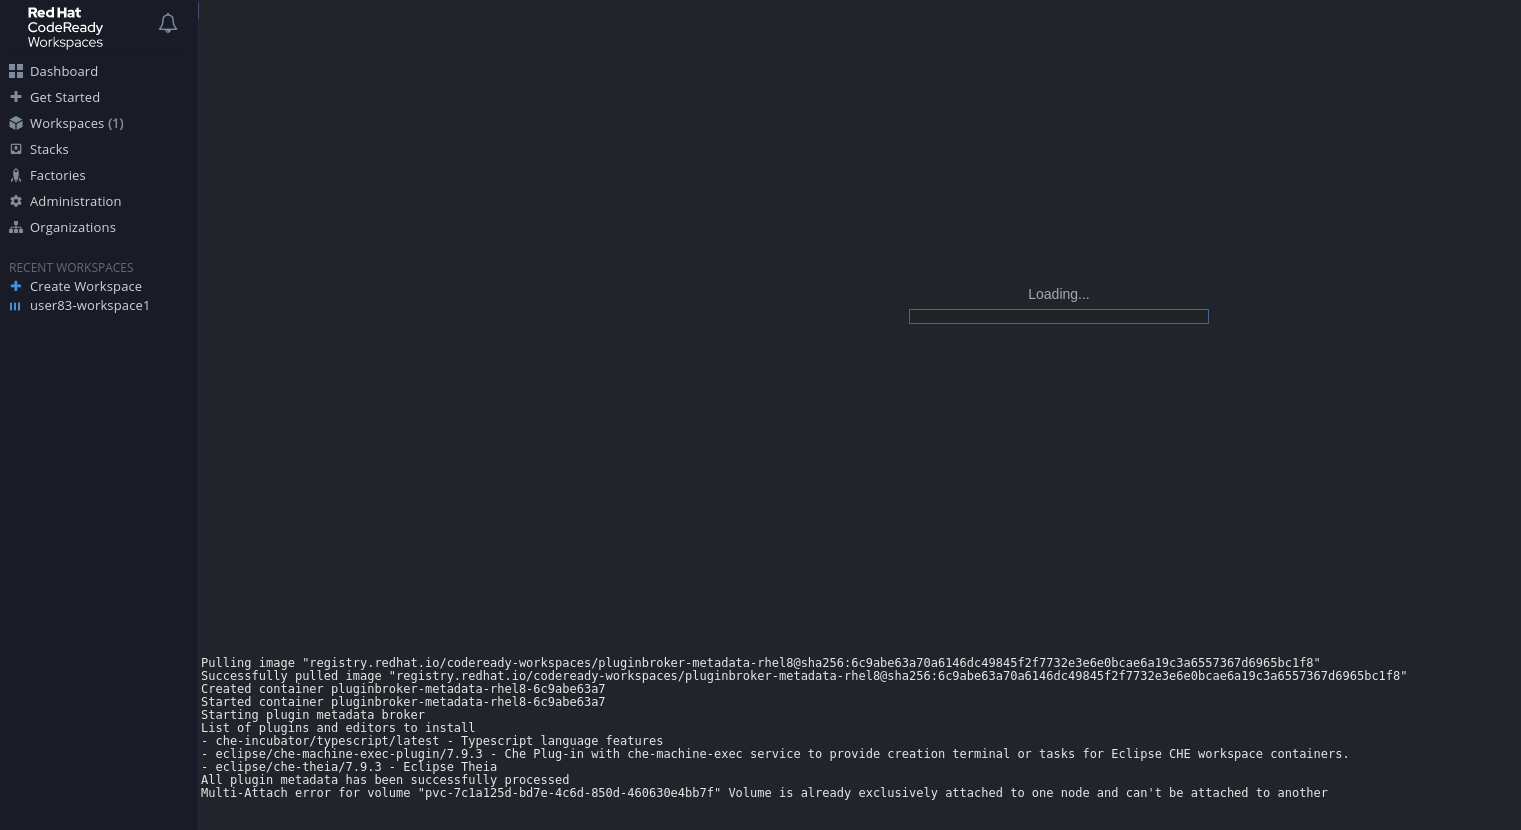 Red Hat
CodeReady
Workspaces
Dashboard
Get Started
Workspaces (1)
Stacks
Factories
Administration
Organizations
RECENT WORKSPACES
Create Workspace
user83-workspace1
Loading...
Pulling image "registry.redhat.io/codeready-workspaces/pluginbroker-metadata-rhel8@sha256:6c9abe63a70a6146dc49845f2f7732e3e6e0bcae6a19c3a6557367d6965bc1f8"
Successfully pulled image "registry.redhat.io/codeready-workspaces/pluginbroker-metadata-rhel8@sha256:6c9abe63a70a6146dc49845f2f7732e3e6e0bcae6a19c3a6557367d6965bc1f8"
Created container pluginbroker-metadata-rhel8-6c9abe63a7
Started container pluginbroker-metadata-rhel8-6c9abe63a7
Starting plugin metadata broker
List of plugins and editors to install
- che-incubator/typescript/latest - Typescript language features
- eclipse/che-machine-exec-plugin/7.9.3 - Che Plug-in with che-machine-exec service to provide creation terminal or tasks for Eclipse CHE workspace containers.
- eclipse/che-theia/7.9.3 - Eclipse Theia
All plugin metadata has been successfully processed
Multi-Attach error for volume "pvc-7c1a125d-bd7e-4c6d-850d-460630e4bb7f" Volume is already exclusively attached to one node and can't be attached to another